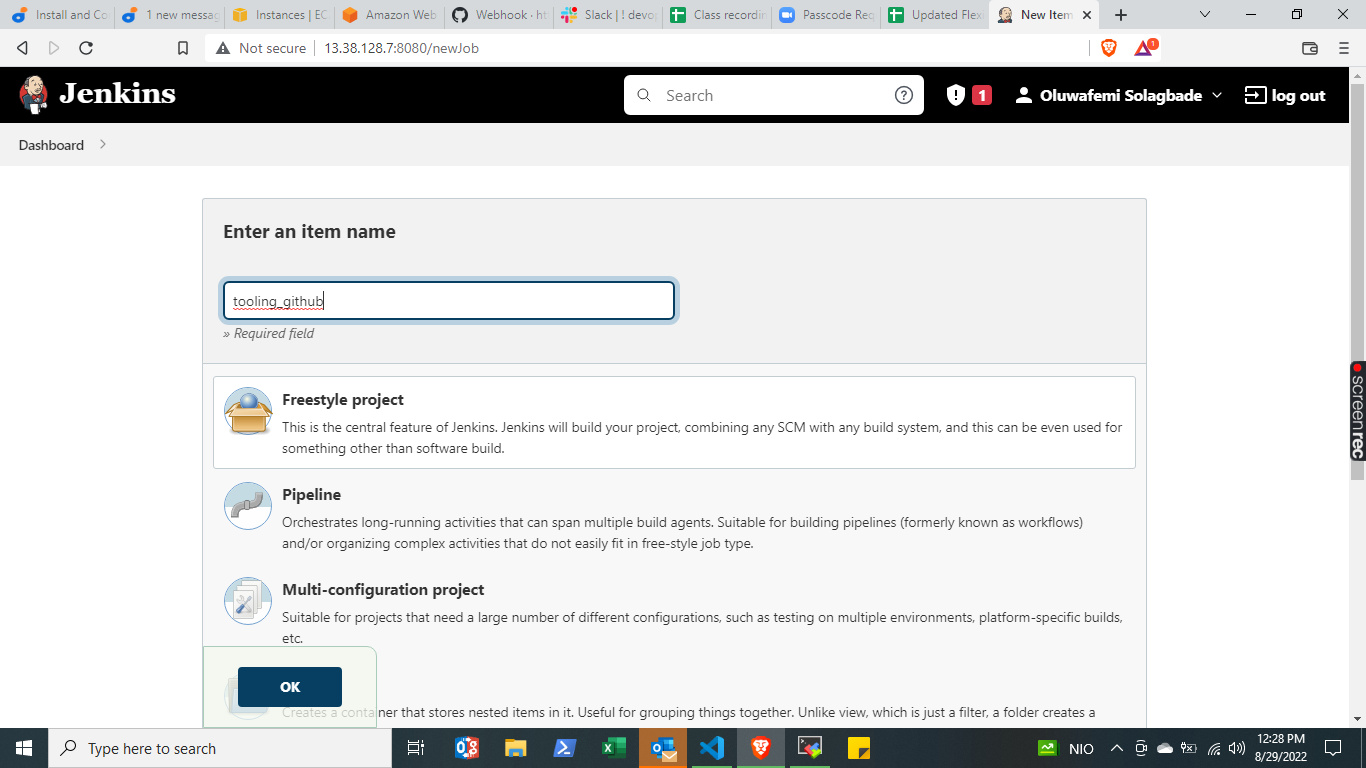 Install and Co
1 new messag
Instances | EC
Amazon Web
Webhook · ht
Slack | ! devop
Class recordin
Passcode Req
Updated Flexi
New Item
Not secure
13.38.128.7:8080/newJob
1
Jenkins
Search
1
Oluwafemi Solagbade
log out
Dashboard
Enter an item name
tooling_github
» Required field
Freestyle project
This is the central feature of Jenkins. Jenkins will build your project, combining any SCM with any build system, and this can be even used for
something other than software build.
Pipeline
Orchestrates long-running activities that can span multiple build agents. Suitable for building pipelines (formerly known as workflows)
and/or organizing complex activities that do not easily fit in free-style job type.
Multi-configuration project
Suitable for projects that need a large number of different configurations, such as testing on multiple environments, platform-specific builds,
etc.
OK
Creates a container that stores nested items in it. Useful for grouping things together. Unlike view, which is just a filter, a folder creates a
screenrec
Type here to search
NIO
12:28 PM
8/29/2022